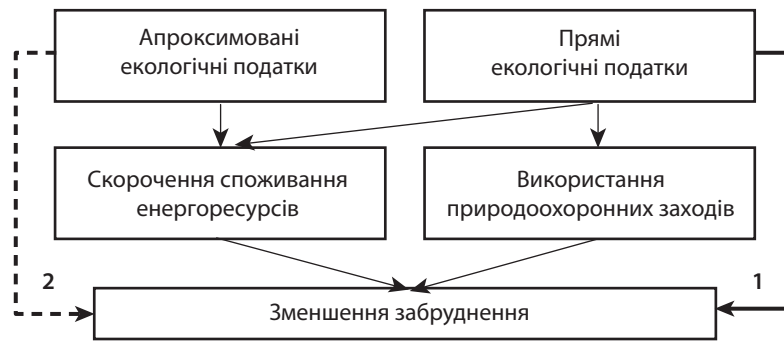 Апроксимовані
екологічні податки
Прямі
екологічні податки
Скорочення споживання
енергоресурсів
Використання
природоохоронних заходів
2
1
Зменшення забруднення